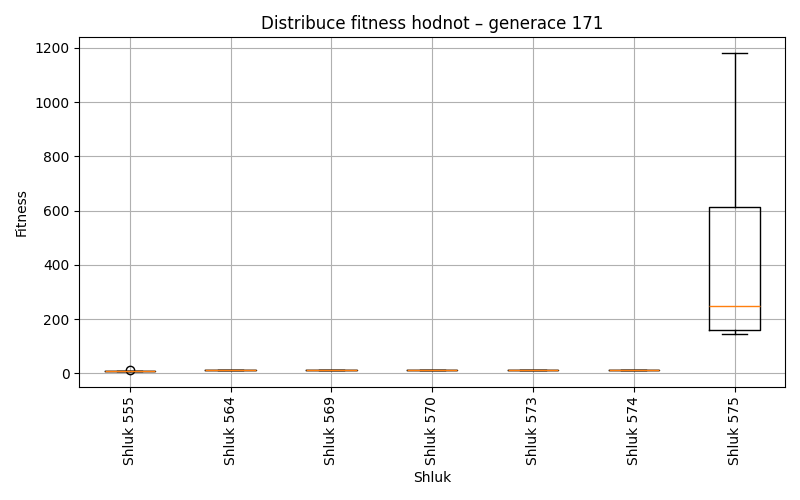 Distribuce fitness hodnot – generace 171
Fitness
1200
1000
800
600
400
200
0
Shluk 555
Shluk 564
Shluk 569
Shluk 570
Shluk 573
Shluk 574
Shluk 575
Shluk